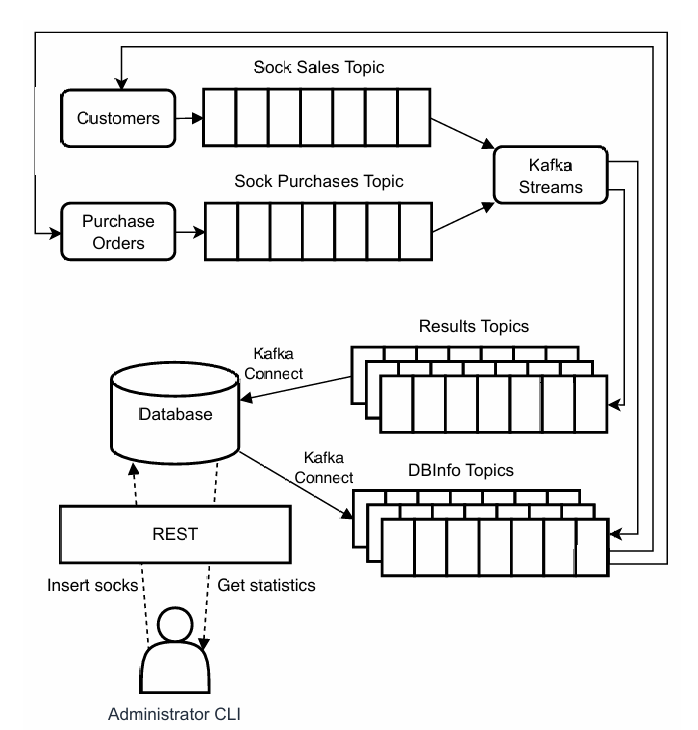 Sock Sales Topic
Customers
Kafka
Streams
Sock Purchases Topic
Purchase
Orders
Results Topics
Kafka
Connect
Database
Kafka
Connect
DBInfo Topics
REST
Insert socks
Get statistics
Administrator CLI